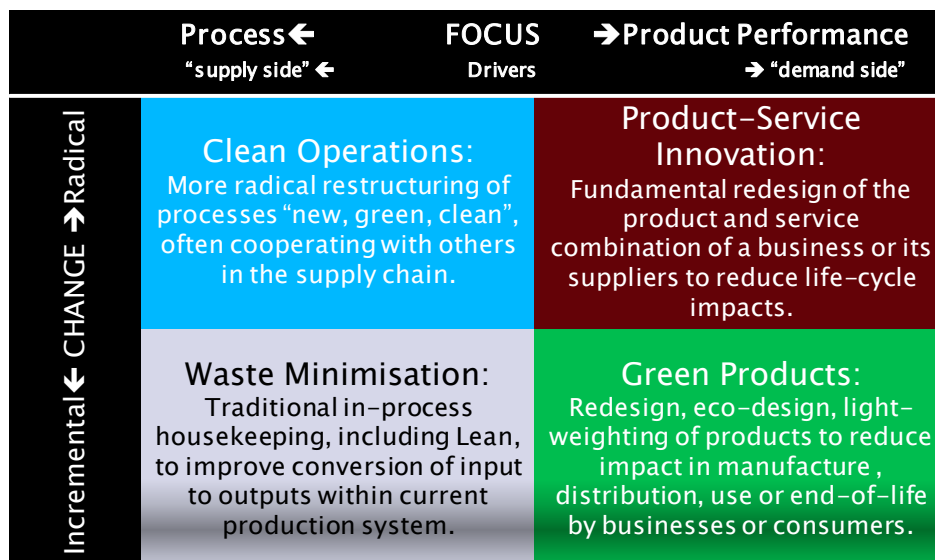 Process← FOCUS →Product Performance
“supply side” ← Drivers → “demand side”
Incremental← CHANGE →Radical
Clean Operations:
More radical restructuring of
processes “new, green, clean”,
often cooperating with others
in the supply chain.
Product-Service
Innovation:
Fundamental redesign of the
product and service
combination of a business or its
suppliers to reduce life-cycle
impacts.
Waste Minimisation:
Traditional in-process
housekeeping, including Lean,
to improve conversion of input
to outputs within current
production system.
Green Products:
Redesign, eco-design, light-
weighting of products to reduce
impact in manufacture ,
distribution, use or end-of-life
by businesses or consumers.